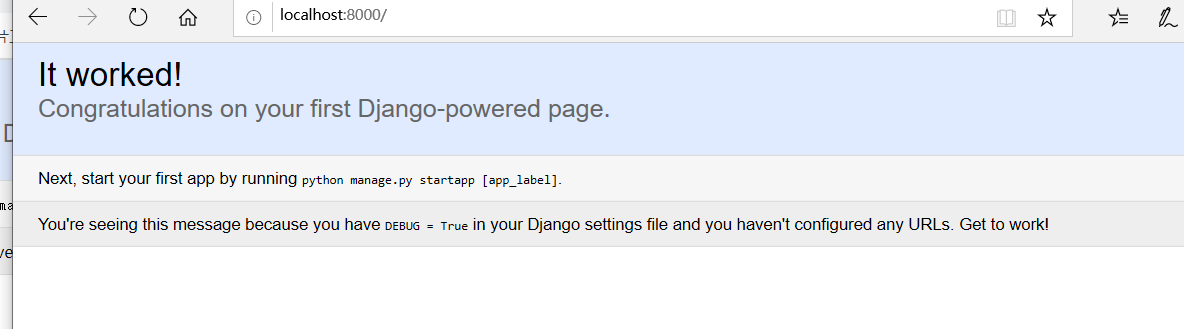 localhost:8000/
It worked!
Congratulations on your first Django-powered page.
Next, start your first app by running python manage.py startapp [app_label].
You're seeing this message because you have DEBUG = True in your Django settings file and you haven't configured any URLs. Get to work!